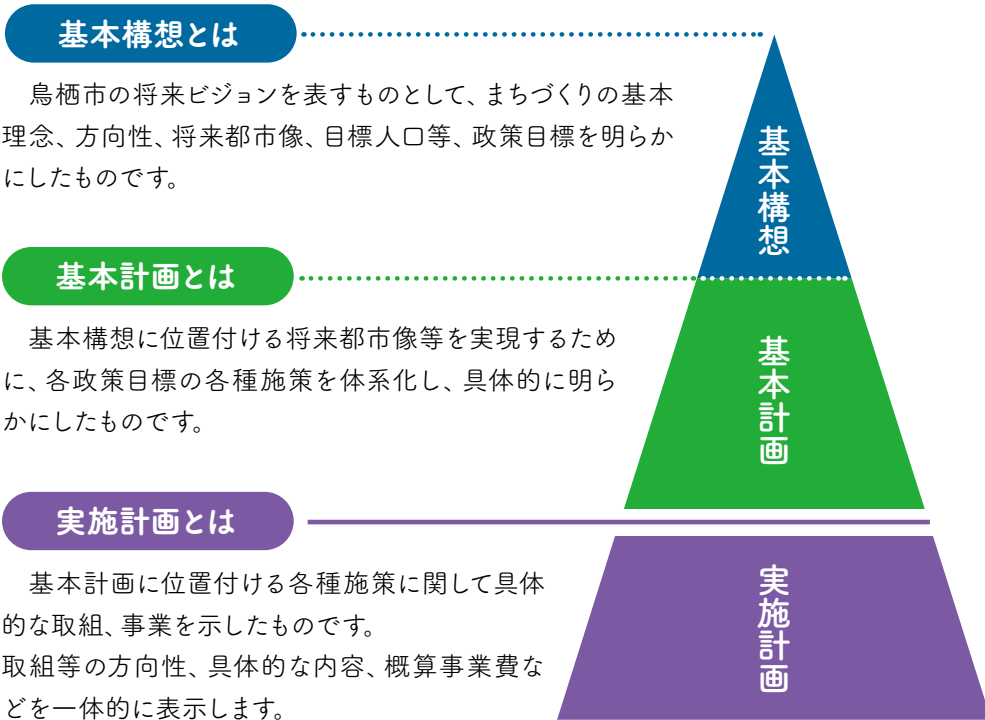 基本構想とは
鳥栖市の将来ビジョンを表すものとして、まちづくりの基本
理念、方向性、将来都市像、目標人口等、政策目標を明らか
にしたものです。
基本構想
基本計画とは
基本構想に位置付ける将来都市像等を実現するため
に、各政策目標の各種施策を体系化し、具体的に明ら
かにしたものです。
基本計画
実施計画とは
基本計画に位置付ける各種施策に関して具体
的な取組、事業を示したものです。
取組等の方向性、具体的な内容、概算事業費な
どを一体的に表示します。
実施計画